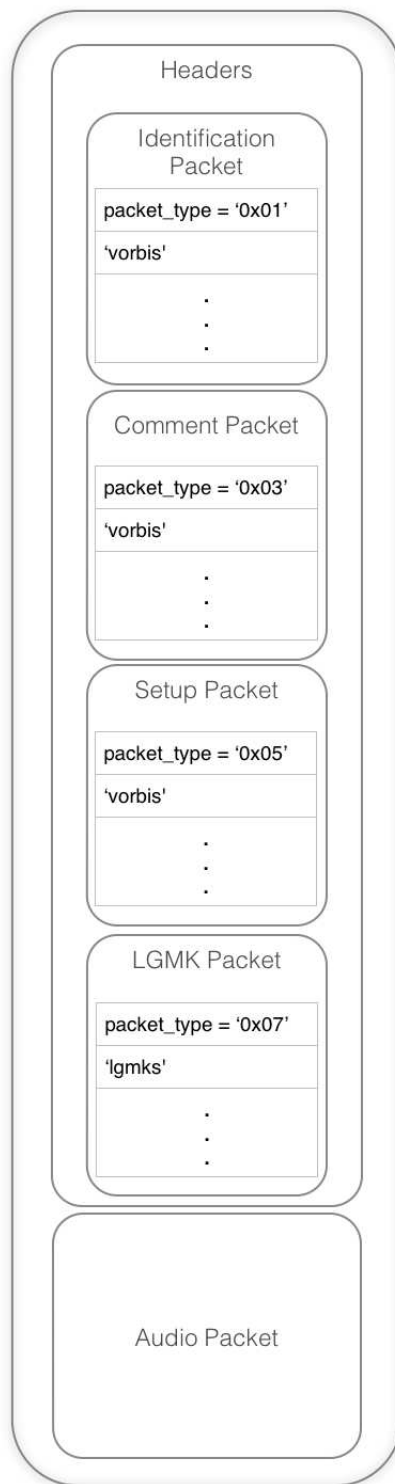 Headers
Identification
Packet
packet_type = ‘0x01’
‘vorbis'
.
.
.
Comment Packet
packet_type = ‘0x03’
‘vorbis'
.
.
.
Setup Packet
packet_type = ‘0x05’
‘vorbis'
.
.
.
LGMK Packet
packet_type = ‘0x07’
‘lgmks'
.
.
.
Audio Packet